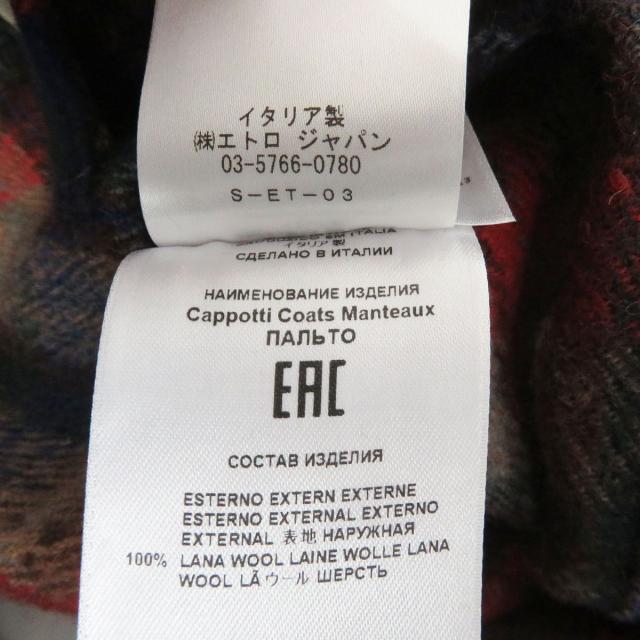 イタリア製
㈱エトロ ジャパン
03-5766-0780
S-ET-03
イタリア製
СДЕЛАНО В ИТАЛИИ
НАИМЕНОВАНИЕ ИЗДЕЛИЯ
Cappotti Coats Manteaux
ПАЛЬТО
EAC
СОСТАВ ИЗДЕЛИЯ
ESTERNO EXTERN EXTERNE
ESTERNO EXTERNAL EXTERNO
EXTERNAL 表地 НАРУЖНАЯ
100% LANA WOOL LAINE WOLLE LANA
WOOL LÃ ウール ШЕРСТЬ